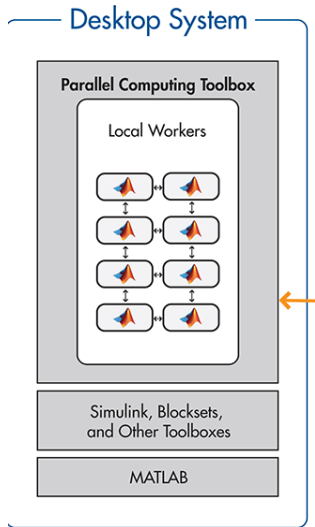 Desktop System
Parallel Computing Toolbox
Local Workers
Simulink, Blocksets,
and Other Toolboxes
MATLAB